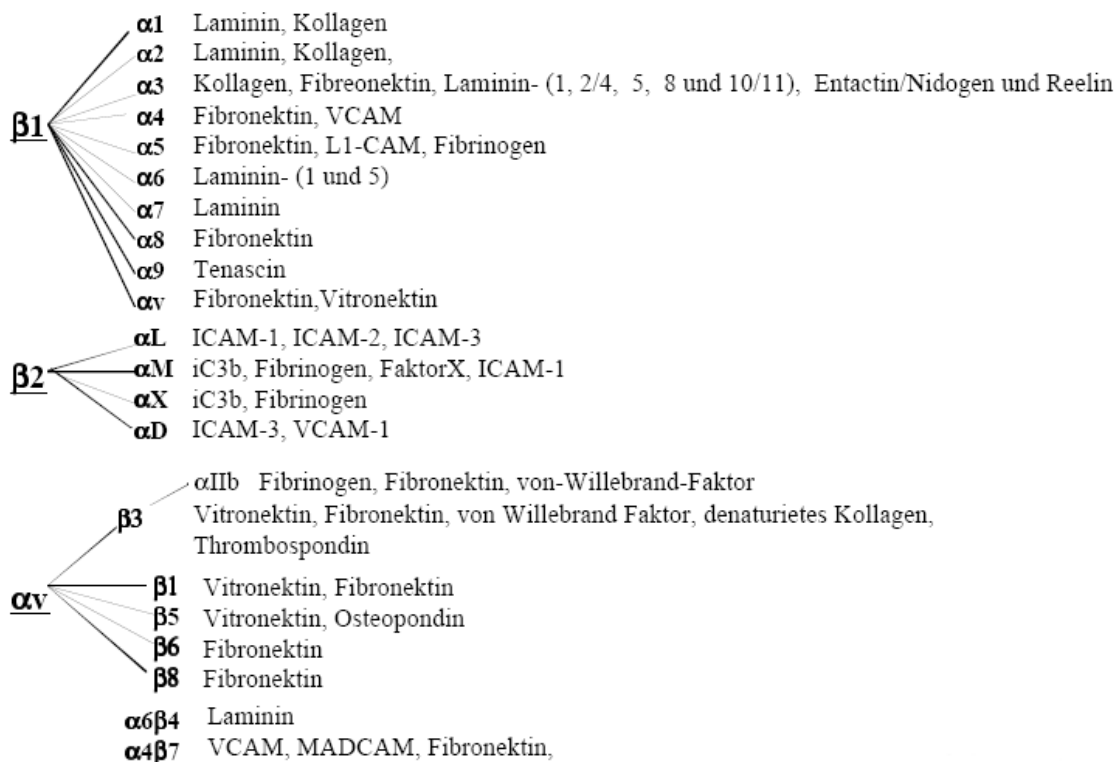 α1 Laminin, Kollagen
α2 Laminin, Kollagen,
α3 Kollagen, Fibreonektin, Laminin- (1, 2/4, 5, 8 und 10/11), Entactin/Nidogen und Reelin
β1
α4 Fibronektin, VCAM
α5 Fibronektin, L1-CAM, Fibrinogen
α6 Laminin- (1 und 5)
α7 Laminin
α8 Fibronektin
α9 Tenascin
αv Fibronektin,Vitronektin
αL ICAM-1, ICAM-2, ICAM-3
β2
αM iC3b, Fibrinogen, FaktorX, ICAM-1
αX iC3b, Fibrinogen
αD ICAM-3, VCAM-1
αIIb Fibrinogen, Fibronektin, von-Willebrand-Faktor
β3 Vitronektin, Fibronektin, von Willebrand Faktor, denaturietes Kollagen,
Thrombospondin
αv
β1 Vitronektin, Fibronektin
β5 Vitronektin, Osteopondin
β6 Fibronektin
β8 Fibronektin
α6β4 Laminin
α4β7 VCAM, MADCAM, Fibronektin,